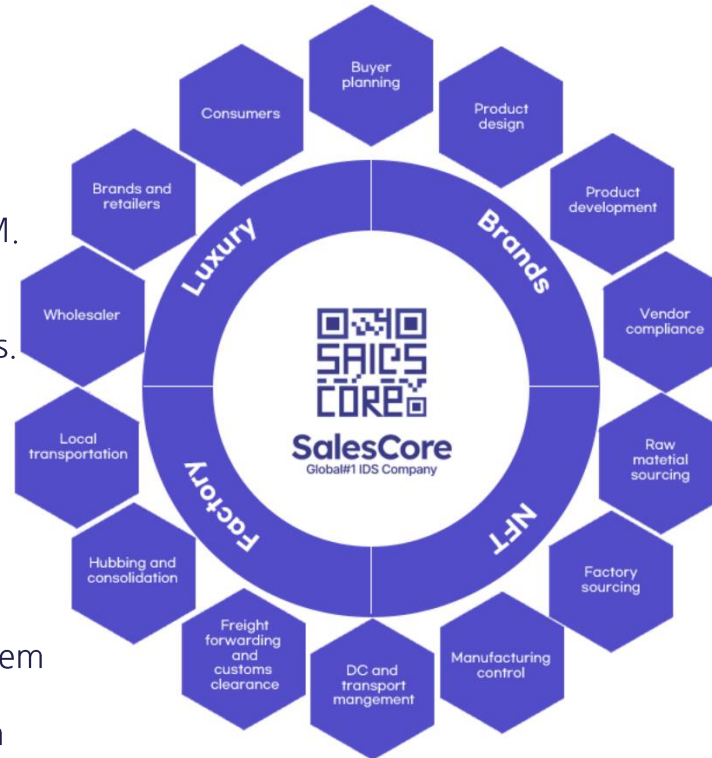 Buyer
planning
Product
design
Product
development
Vendor
compliance
Raw
matetial
sourcing
Factory
sourcing
Manufacturing
control
DC and
transport
mangement
Freight
forwarding
and
customs
clearance
Hubbing and
consolidation
Local
transportation
Wholesaler
Brands and
retailers
Consumers
Luxury
Brands
NFT
Factory
SALES
CORE
SalesCore
Global#1 IDS Company
M.
s.
em